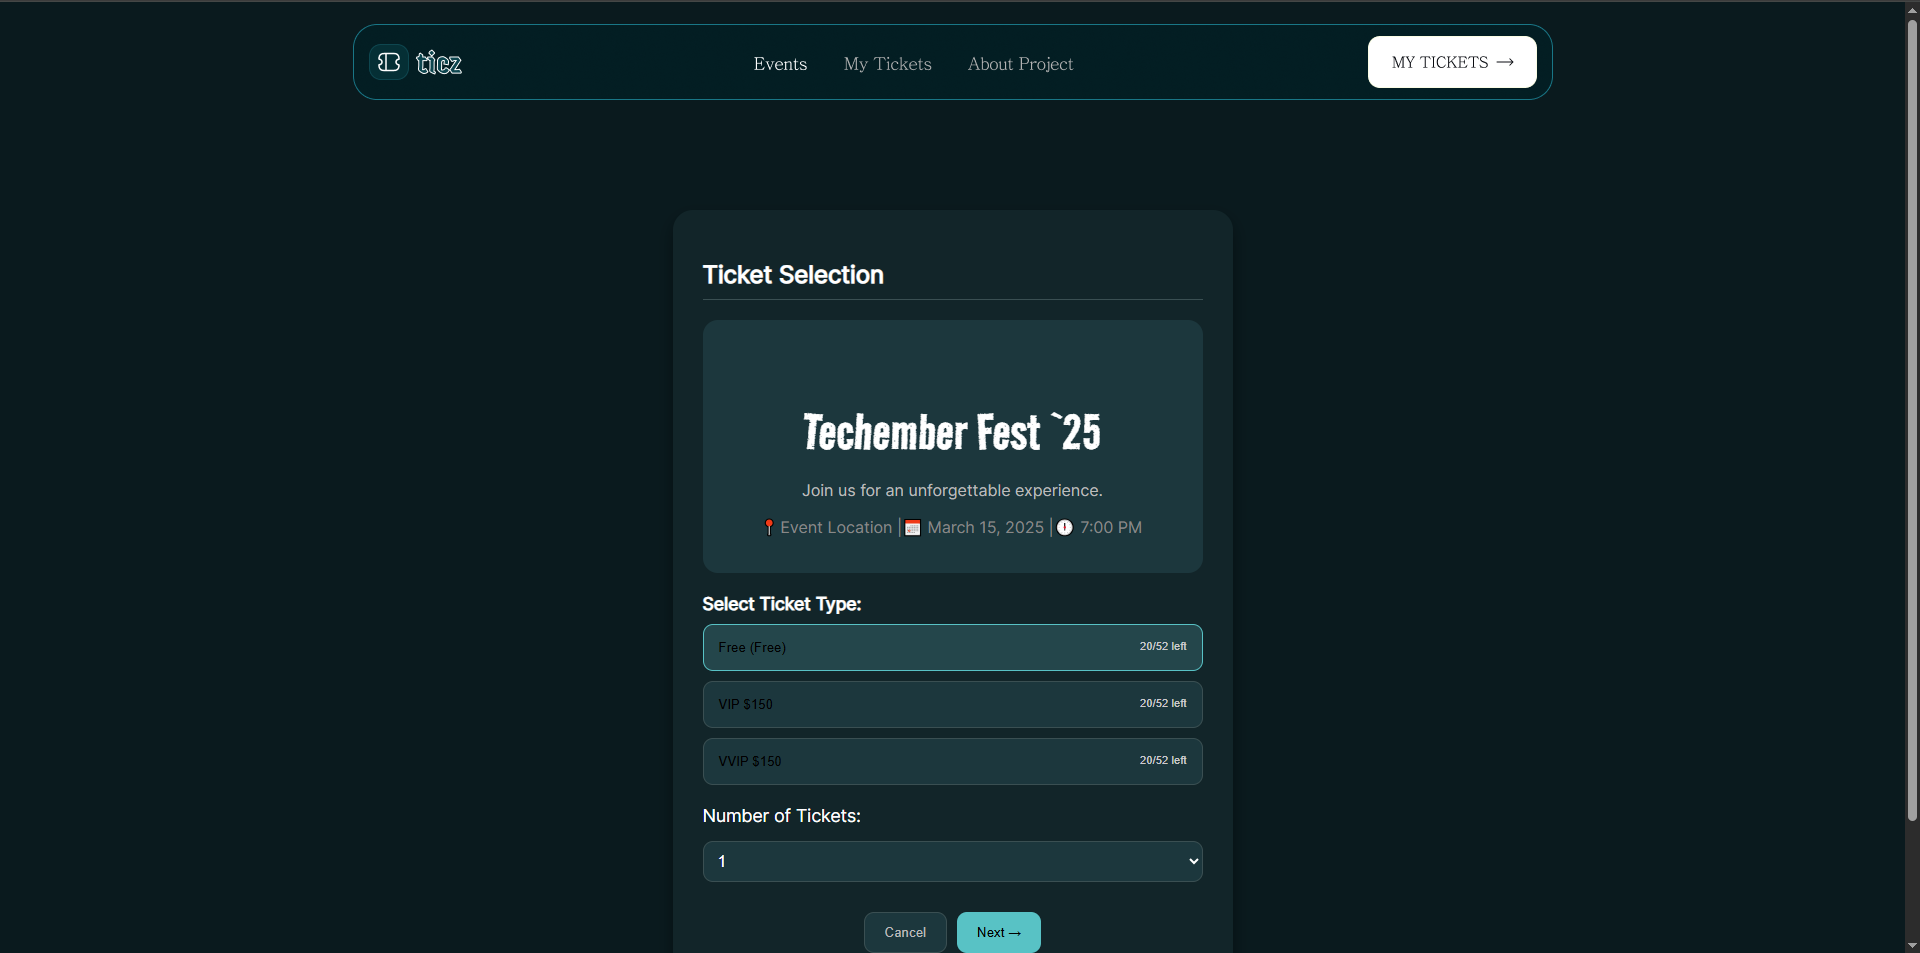 ticz
Events My Tickets About Project
MY TICKETS →
Ticket Selection
Techember Fest `25
Join us for an unforgettable experience.
📍 Event Location | 📅 March 15, 2025 | 🕛 7:00 PM
Select Ticket Type:
Free (Free) 20/52 left
VIP $150 20/52 left
VVIP $150 20/52 left
Number of Tickets:
1
Cancel Next →